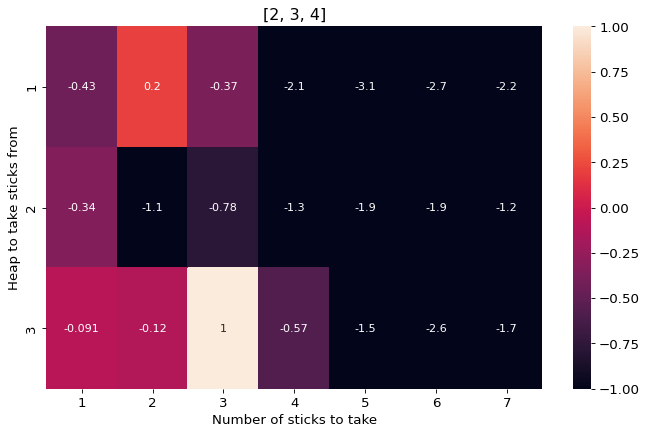 [2, 3, 4]
Heap to take sticks from
1
-0.43 0.2 -0.37 -2.1 -3.1 -2.7 -2.2
2
-0.34 -1.1 -0.78 -1.3 -1.9 -1.9 -1.2
3
-0.091 -0.12 1 -0.57 -1.5 -2.6 -1.7
1 2 3 4 5 6 7
Number of sticks to take
1.00
0.75
0.50
0.25
0.00
−0.25
−0.50
−0.75
−1.00